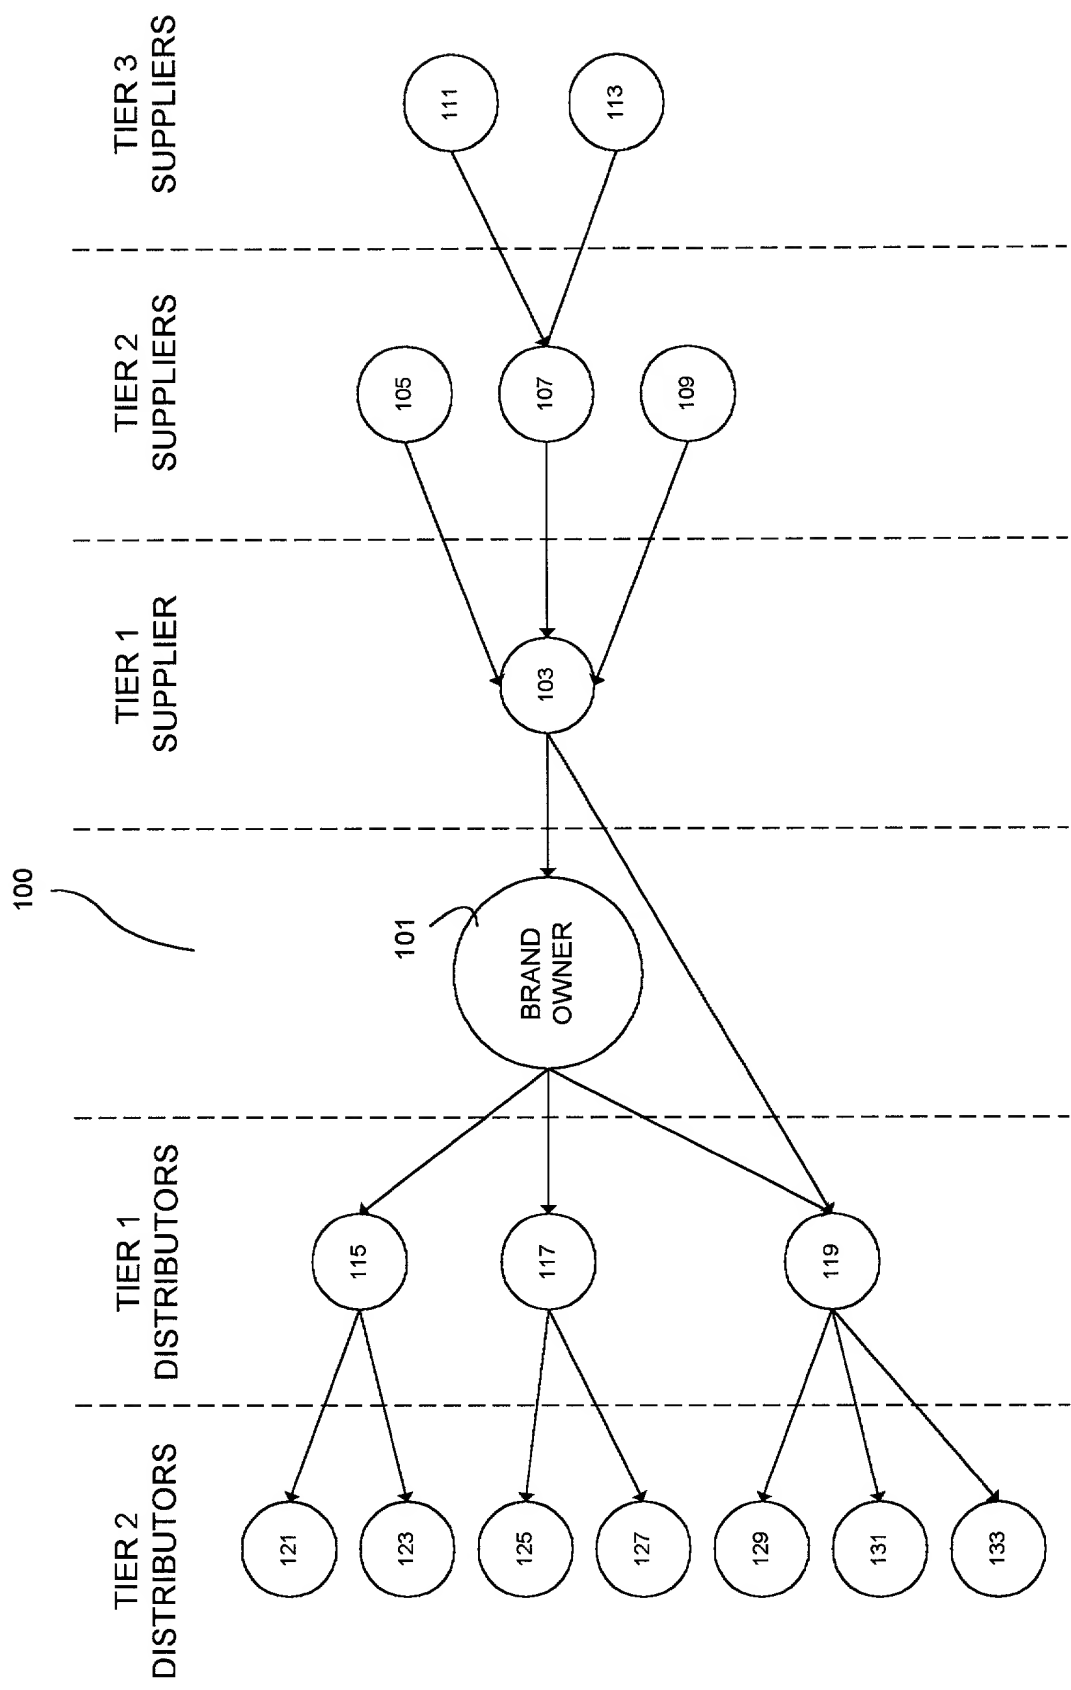 100
TIER 2
DISTRIBUTORS
TIER 1
DISTRIBUTORS
TIER 1
SUPPLIER
TIER 2
SUPPLIERS
TIER 3
SUPPLIERS
121
123
125
127
129
131
133
115
117
119
101
BRAND
OWNER
103
105
107
109
111
113